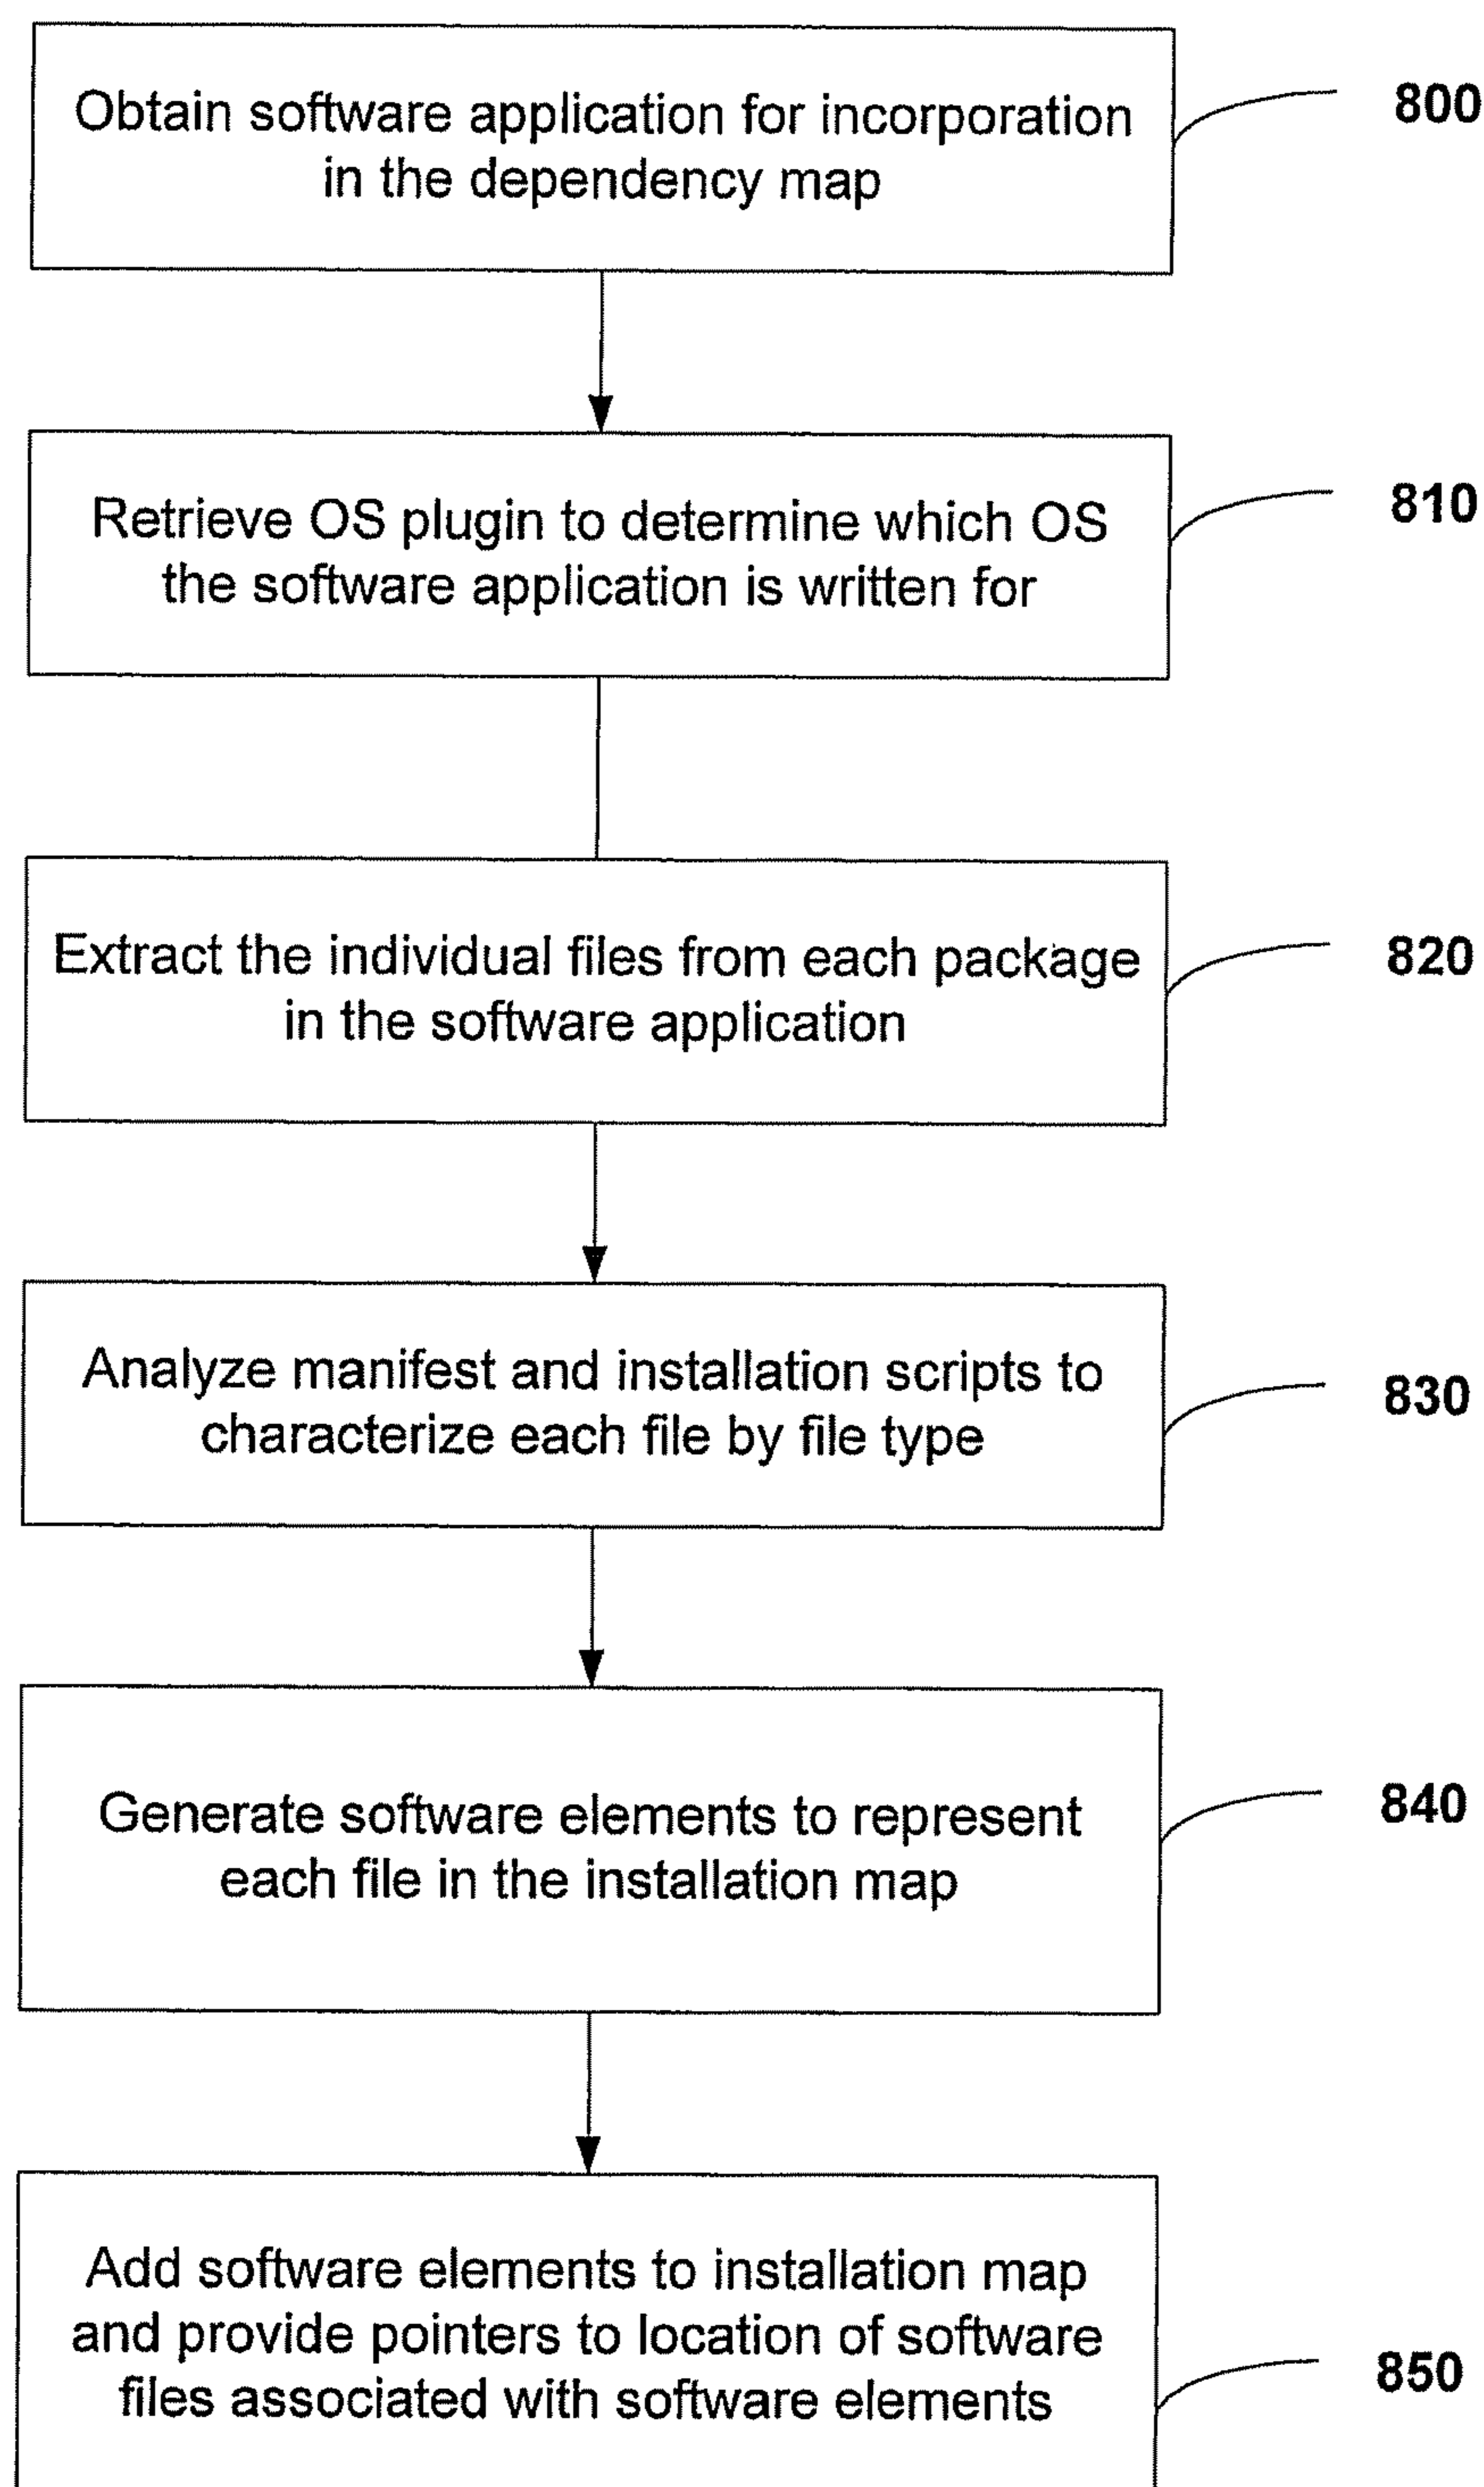 Obtain software application for incorporation
in the dependency map
800
Retrieve OS plugin to determine which OS
the software application is written for
810
Extract the individual files from each package
in the software application
820
Analyze manifest and installation scripts to
characterize each file by file type
830
Generate software elements to represent
each file in the installation map
840
Add software elements to installation map
and provide pointers to location of software
files associated with software elements
850